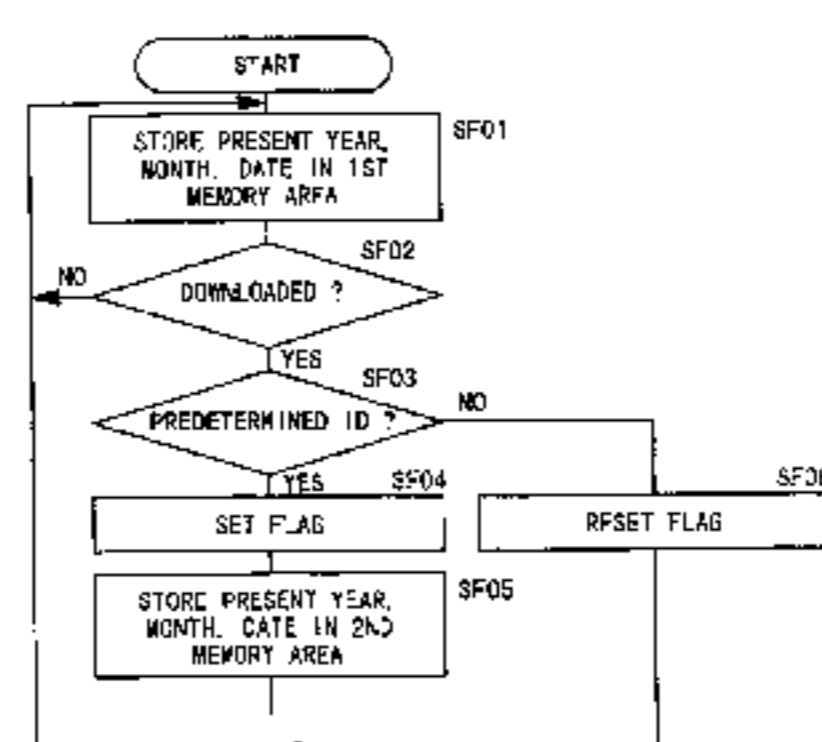 START
SF01
STORE PRESENT YEAR,
MONTH, DATE IN 1ST
MEMORY AREA
SF02
NO
DOWNLOADED ?
YES
SF03
NO
PREDETERMINED ID ?
YES
SF04
SET FLAG
RESET FLAG
SF05
STORE PRESENT YEAR,
MONTH, DATE IN 2ND
MEMORY AREA